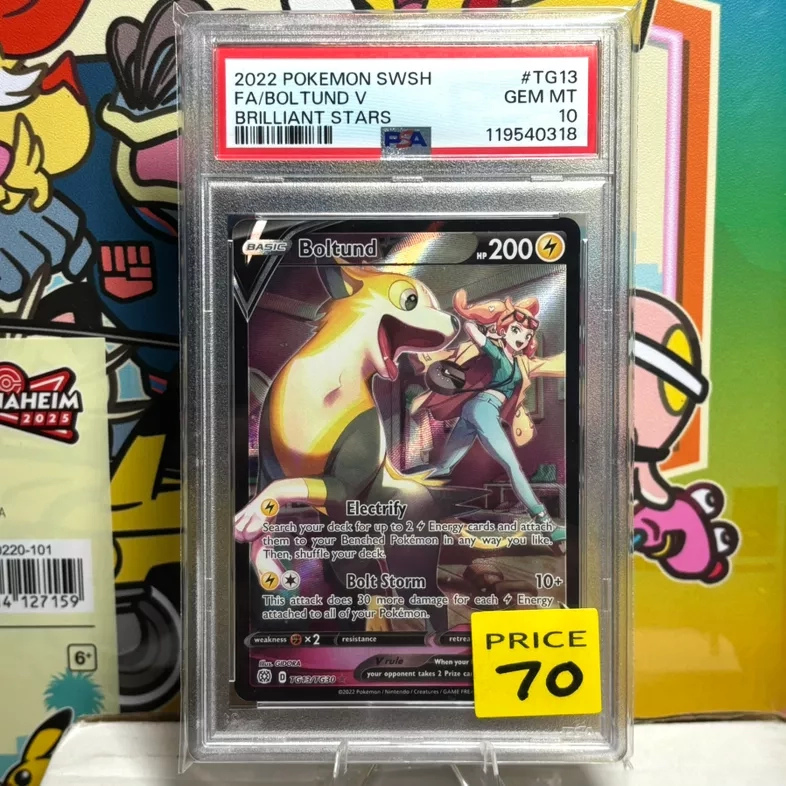 2022 POKEMON SWSH #TG13
FA/BOLTUND V GEM MT
BRILLIANT STARS 10
PSA 119540318
BASIC Boltund HP 200
Electrify
Search your deck for up to 2 Energy cards and attach
them to your Benched Pokémon in any way you like.
Then, shuffle your deck.
Bolt Storm 10+
This attack does 30 more damage for each Energy
attached to all of your Pokémon.
weakness ×2 resistance
Illus. GIDORA
V rule When your
your opponent takes 2 Prize
D TG13/TG30
©2022 Pokémon / Nintendo / Creatures / GAME
PRICE
70
AHEIM
2025
0220-101
4 127159
6+